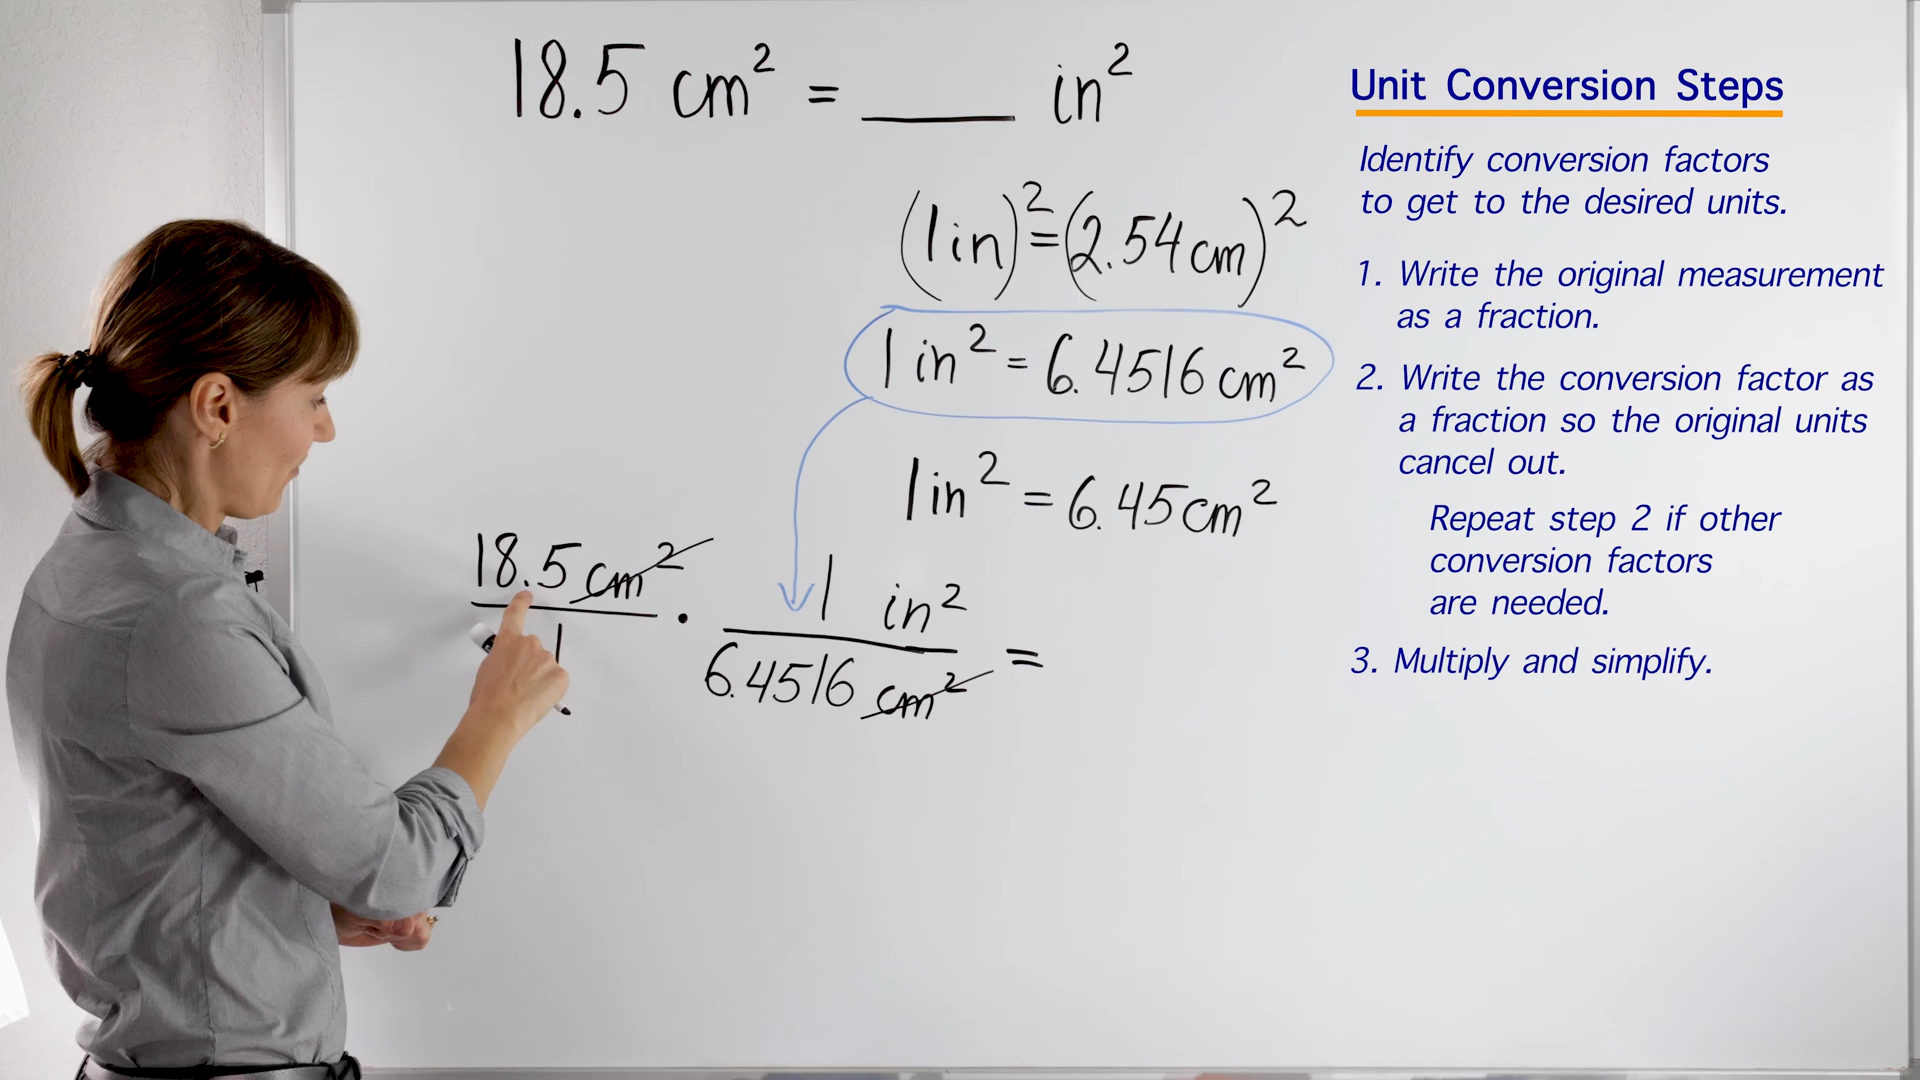 18.5 cm² = ____ in²
(1 in)² = (2.54 cm)²
1 in² = 6.4516 cm²
1 in² = 6.45 cm²
18.5 cm² / 1 · 1 in² / 6.4516 cm² =
Unit Conversion Steps
Identify conversion factors
to get to the desired units.
1. Write the original measurement
as a fraction.
2. Write the conversion factor as
a fraction so the original units
cancel out.
Repeat step 2 if other
conversion factors
are needed.
3. Multiply and simplify.